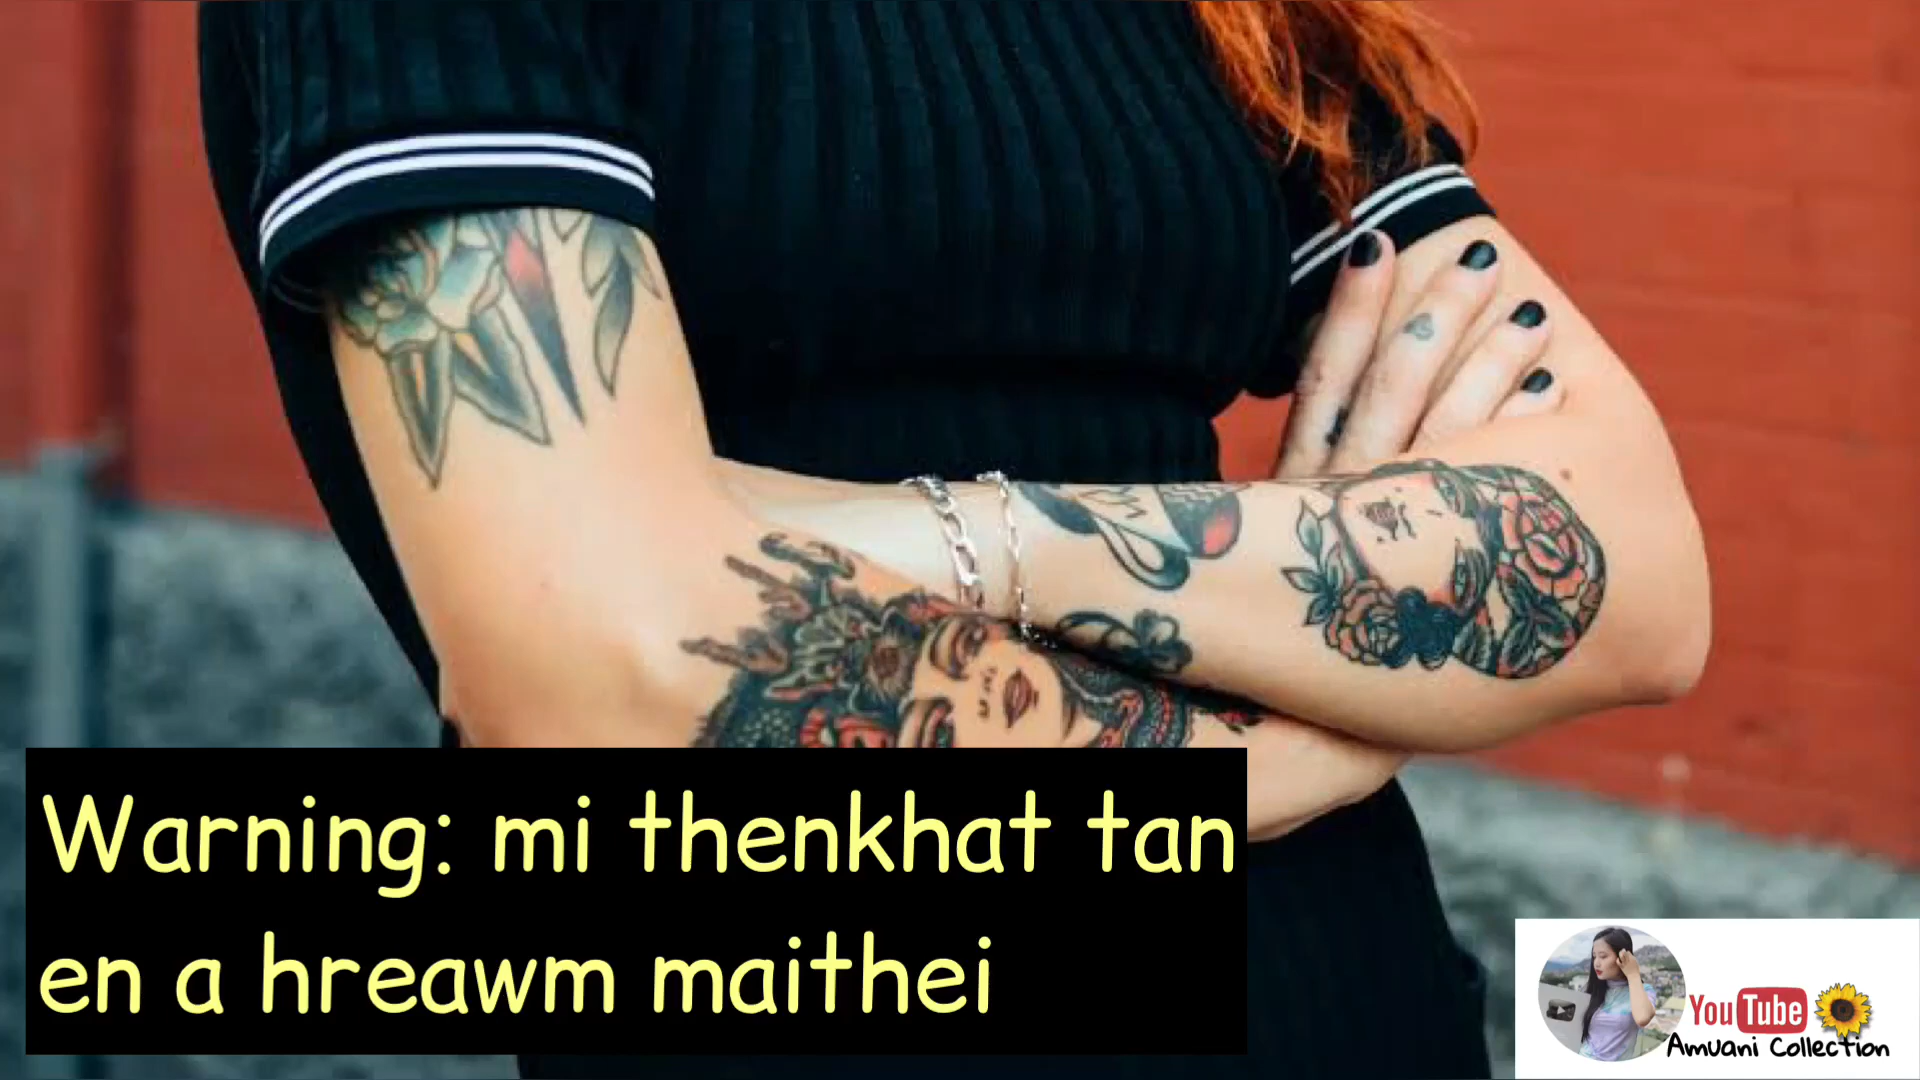 Warning: mi thenkhat tan
en a hreawm maithei
YouTube
Amuani Collection